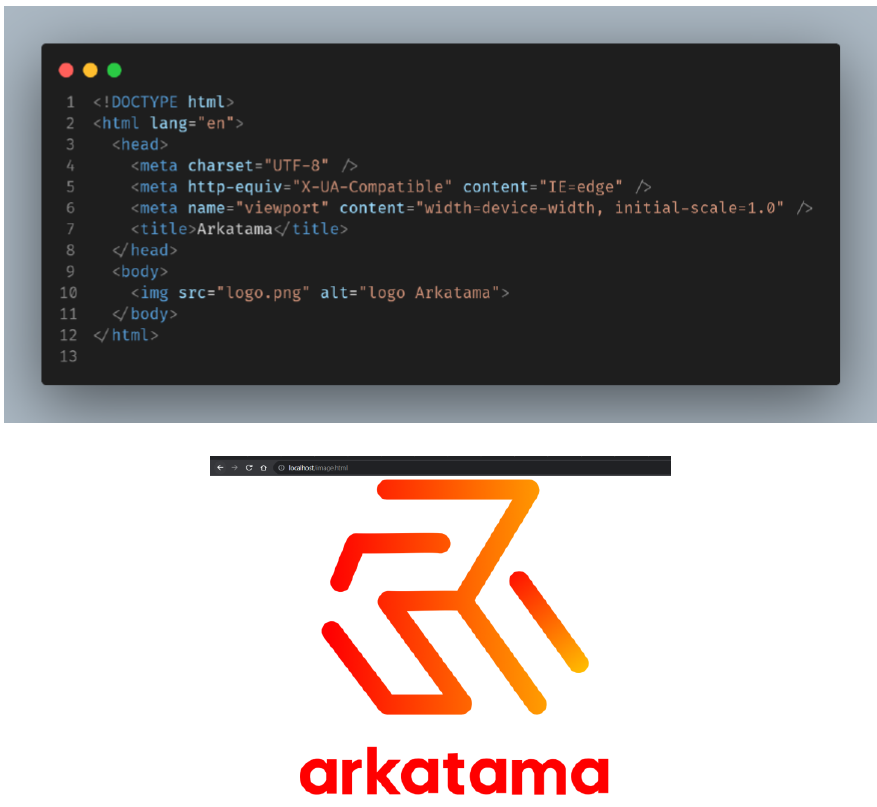 1 <!DOCTYPE html>
2 <html lang="en">
3 <head>
4 <meta charset="UTF-8" />
5 <meta http-equiv="X-UA-Compatible" content="IE=edge" />
6 <meta name="viewport" content="width=device-width, initial-scale=1.0" />
7 <title>Arkatama</title>
8 </head>
9 <body>
10 <img src="logo.png" alt="logo Arkatama">
11 </body>
12 </html>
13
localhost/image.html
arkatama